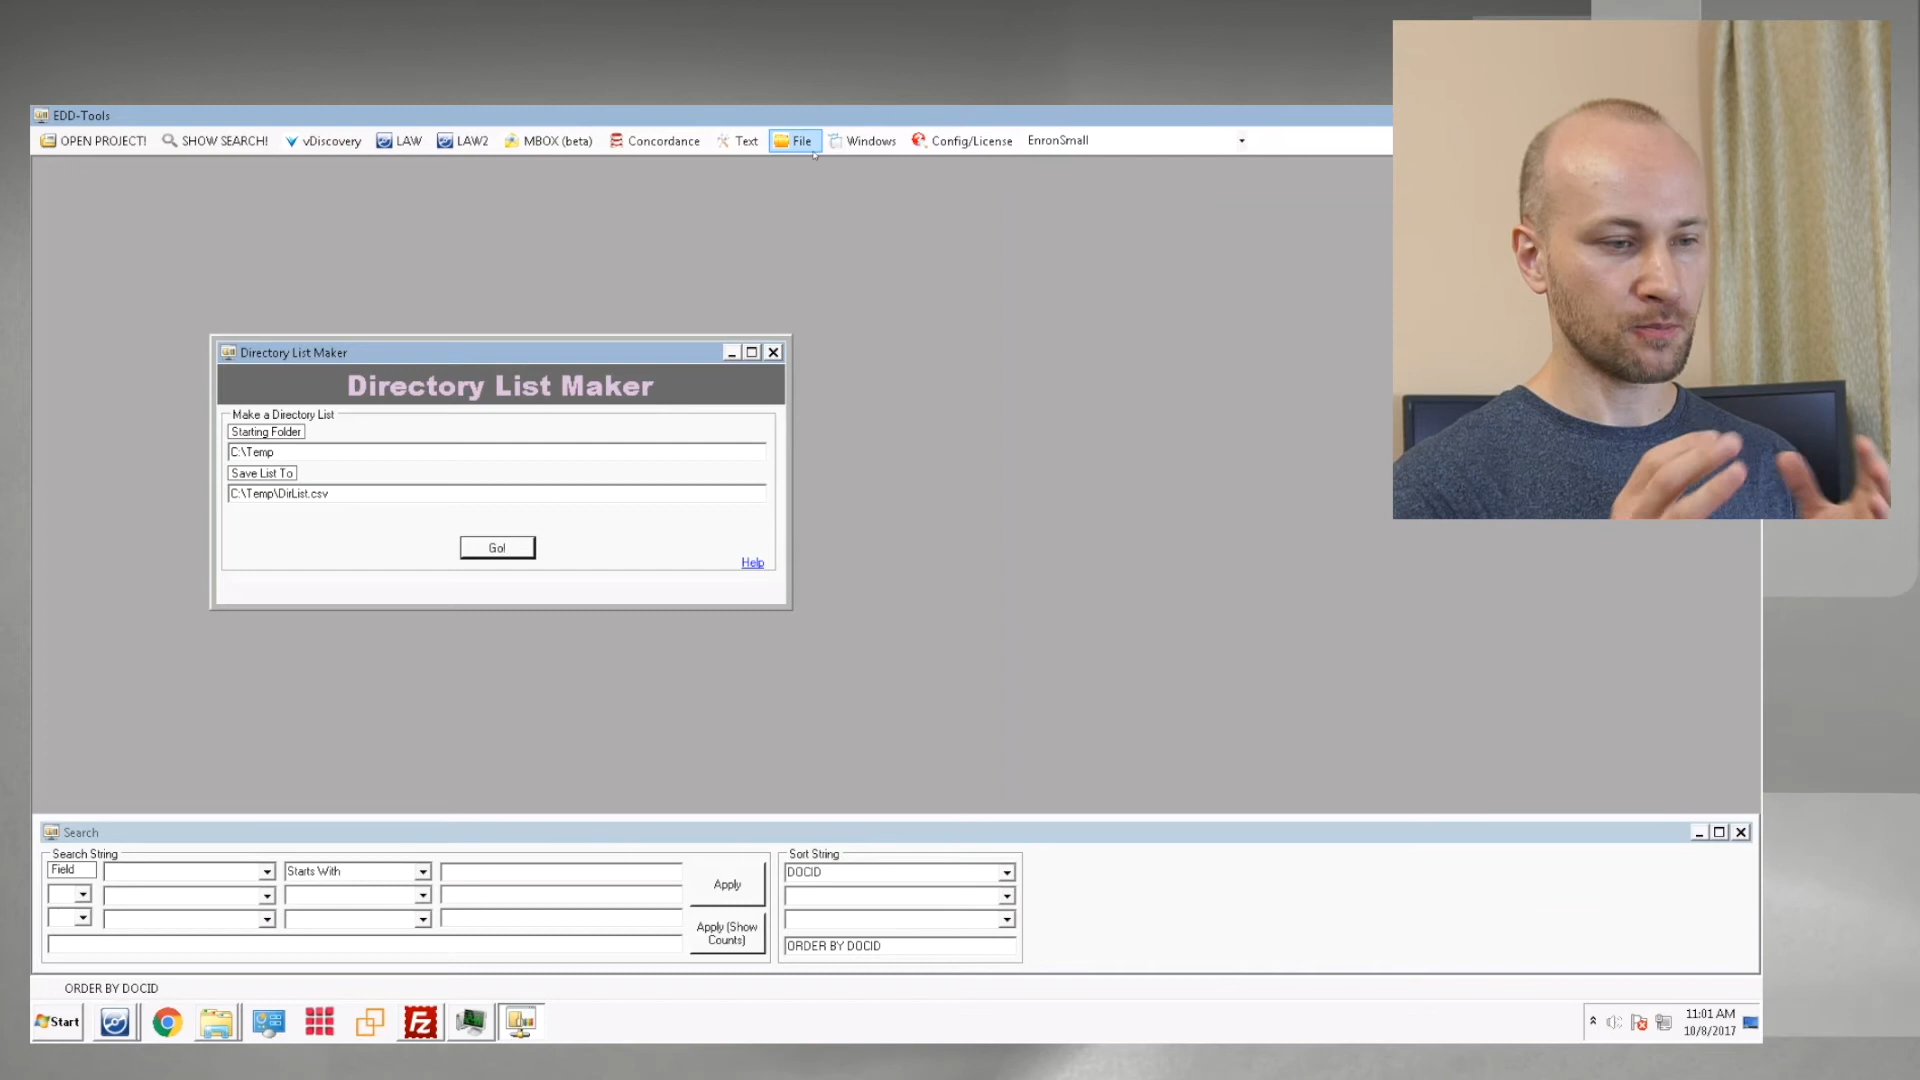 EDD-Tools
OPEN PROJECT! SHOW SEARCH! vDiscovery LAW LAW2 MBOX (beta) Concordance Text File Windows Config/License EnronSmall
Directory List Maker
Directory List Maker
Make a Directory List
Starting Folder
C:\Temp
Save List To
C:\Temp\DirList.csv
Go!
Help
Search
Search String
Field
Starts With
Apply
Apply (Show
Counts)
Sort String
DOCID
ORDER BY DOCID
ORDER BY DOCID
Start
FZ
11:01 AM
10/8/2017